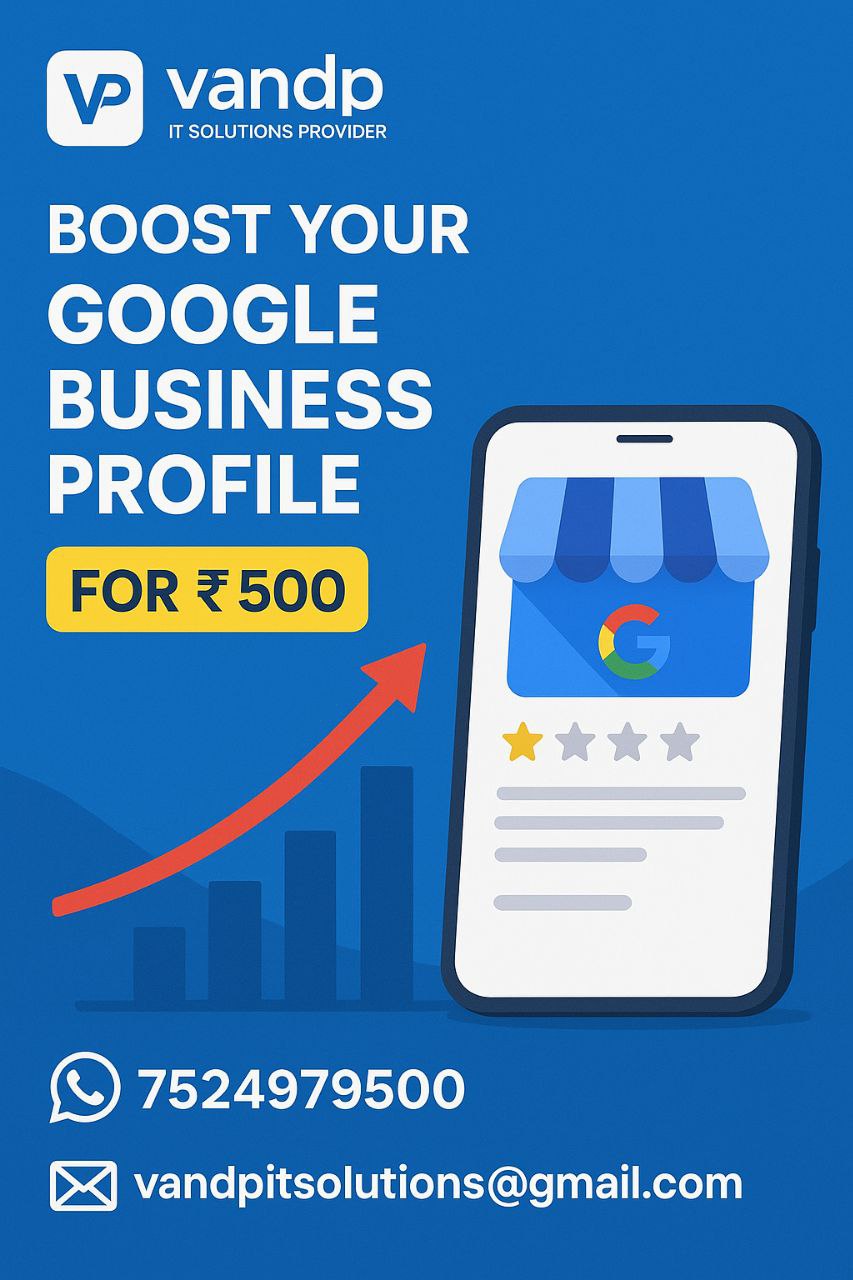 VP
vandp
IT SOLUTIONS PROVIDER
BOOST YOUR
GOOGLE
BUSINESS
PROFILE
FOR ₹500
G
7524979500
vandpitsolutions@gmail.com